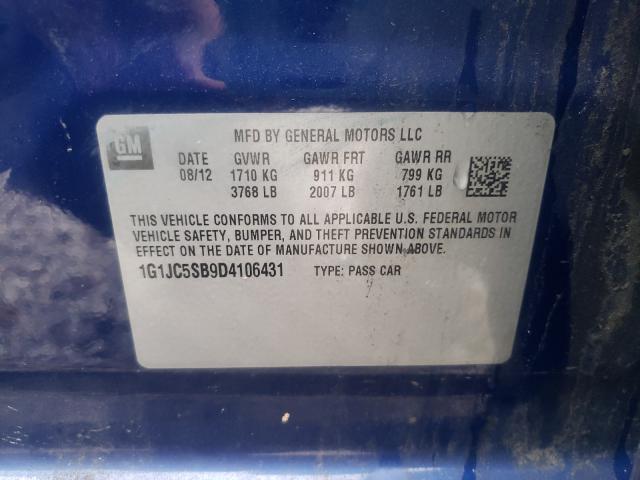 GM
MFD BY GENERAL MOTORS LLC
DATE GVWR GAWR FRT GAWR RR
08/12 1710 KG 911 KG 799 KG
3768 LB 2007 LB 1761 LB
THIS VEHICLE CONFORMS TO ALL APPLICABLE U.S. FEDERAL MOTOR
VEHICLE SAFETY, BUMPER, AND THEFT PREVENTION STANDARDS IN
EFFECT ON THE DATE OF MANUFACTURE SHOWN ABOVE.
1G1JC5SB9D4106431 TYPE: PASS CAR